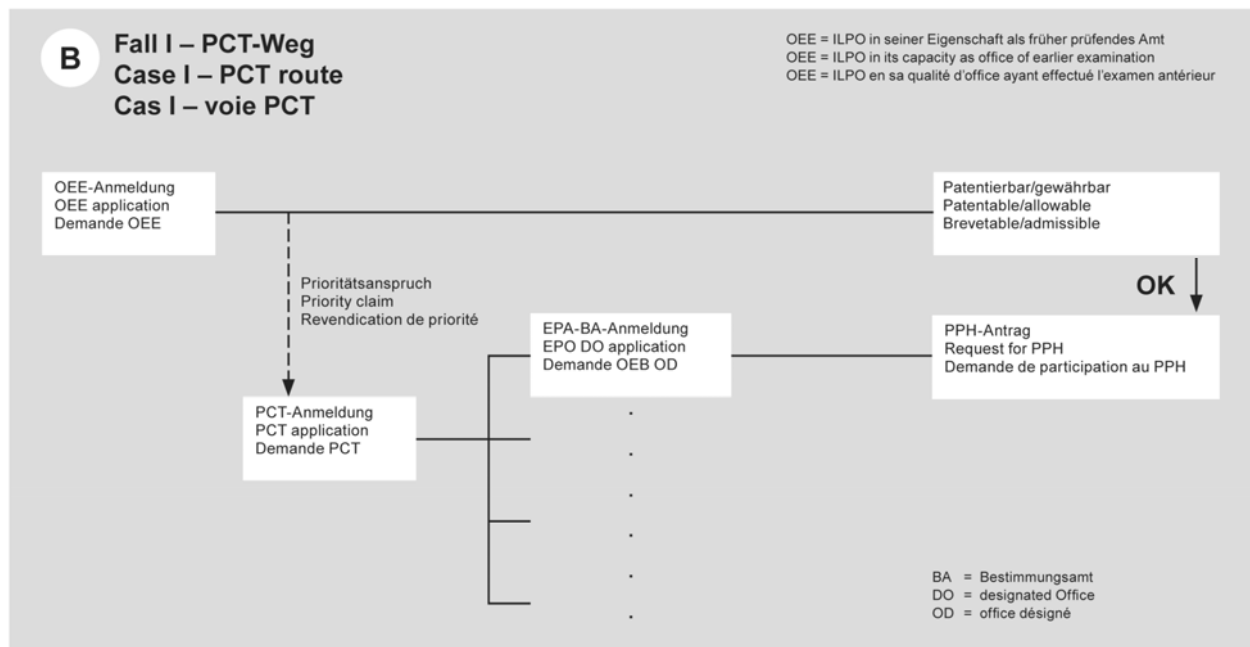 B
Fall I – PCT-Weg
Case I – PCT route
Cas I – voie PCT
OEE = ILPO in seiner Eigenschaft als früher prüfendes Amt
OEE = ILPO in its capacity as office of earlier examination
OEE = ILPO en sa qualité d'office ayant effectué l'examen antérieur
OEE-Anmeldung
OEE application
Demande OEE
Patentierbar/gewährbar
Patentable/allowable
Brevetable/admissible
Prioritätsanspruch
Priority claim
Revendication de priorité
OK
EPA-BA-Anmeldung
EPO DO application
Demande OEB OD
PPH-Antrag
Request for PPH
Demande de participation au PPH
PCT-Anmeldung
PCT application
Demande PCT
BA = Bestimmungsamt
DO = designated Office
OD = office désigné